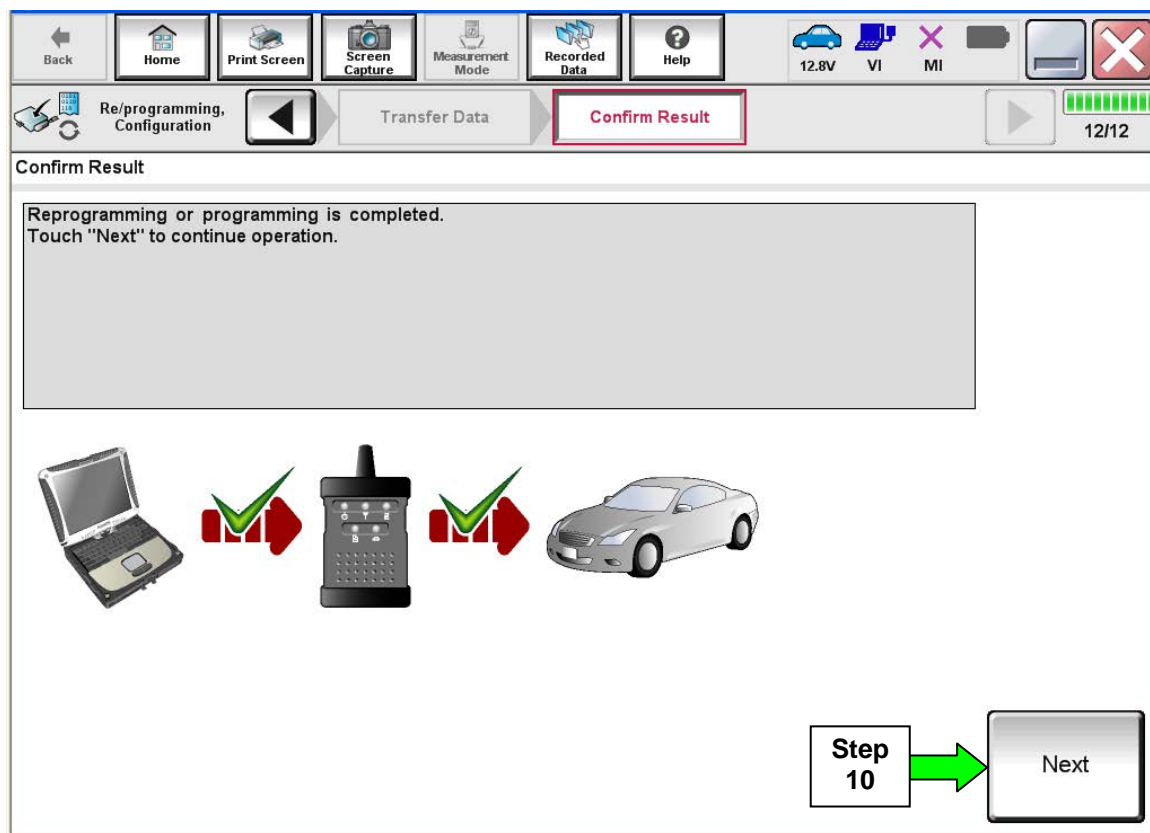 Back
Home
Print Screen
Screen
Capture
Measurement
Mode
Recorded
Data
Help
12.8V
VI
MI
Re/programming,
Configuration
Transfer Data
Confirm Result
12/12
Confirm Result
Reprogramming or programming is completed.
Touch "Next" to continue operation.
Step
10
Next